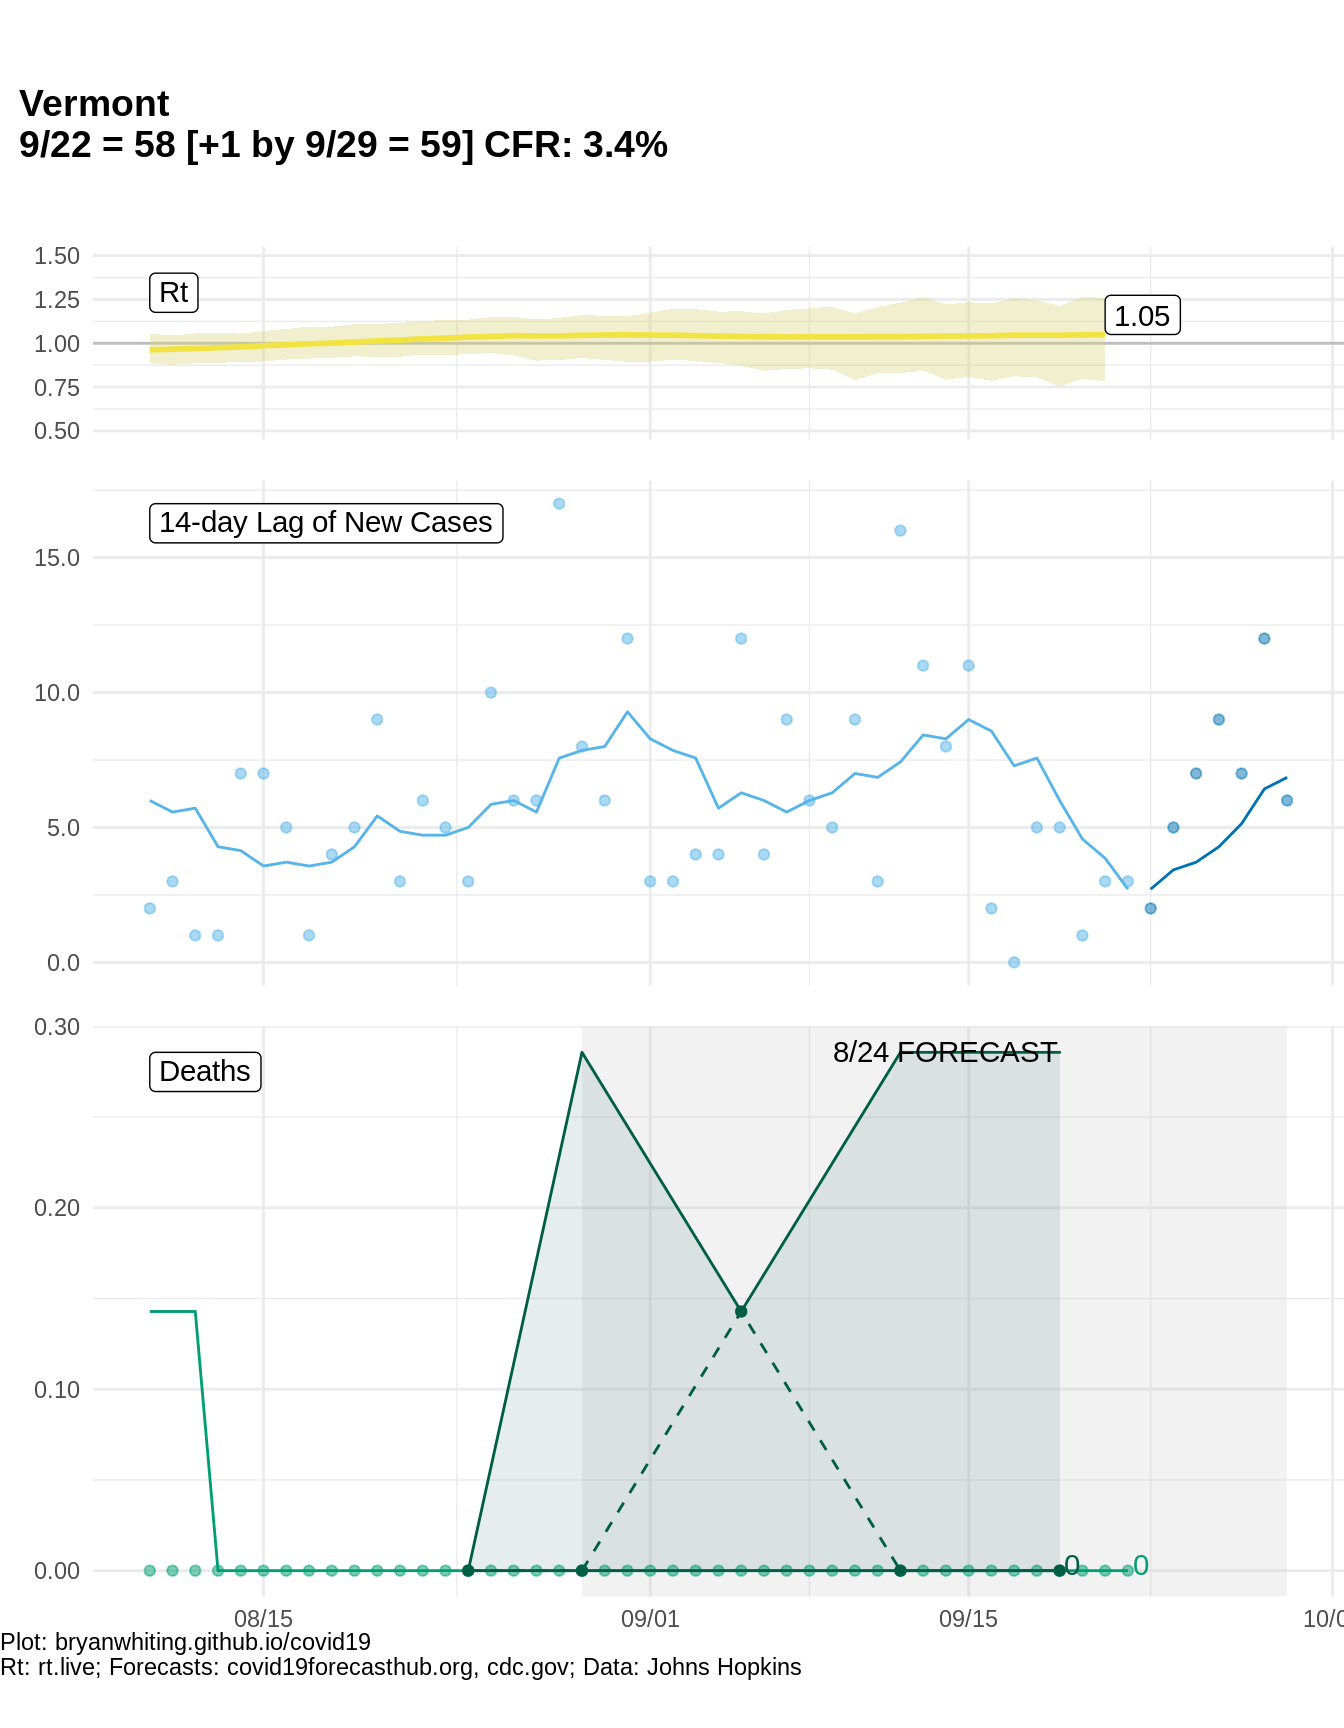 Vermont
9/22 = 58 [+1 by 9/29 = 59] CFR: 3.4%
1.50
1.25
1.00
0.75
0.50
Rt
1.05
14-day Lag of New Cases
15.0
10.0
5.0
0.0
0.30
0.20
0.10
0.00
Deaths
8/24 FORECAST
0
0
08/15
09/01
09/15
10/0
Plot: bryanwhiting.github.io/covid19
Rt: rt.live; Forecasts: covid19forecasthub.org, cdc.gov; Data: Johns Hopkins